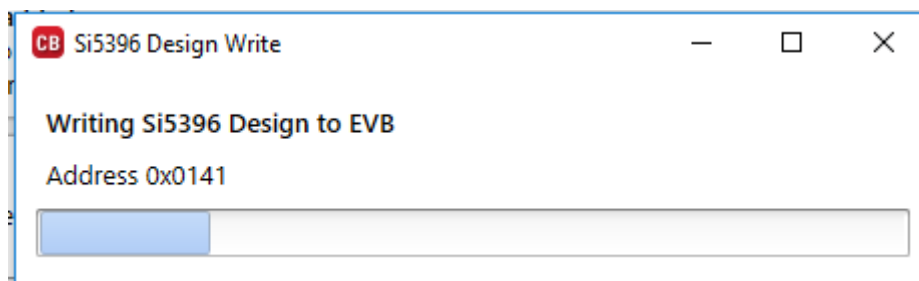 CB Si5396 Design Write
Writing Si5396 Design to EVB
Address 0x0141